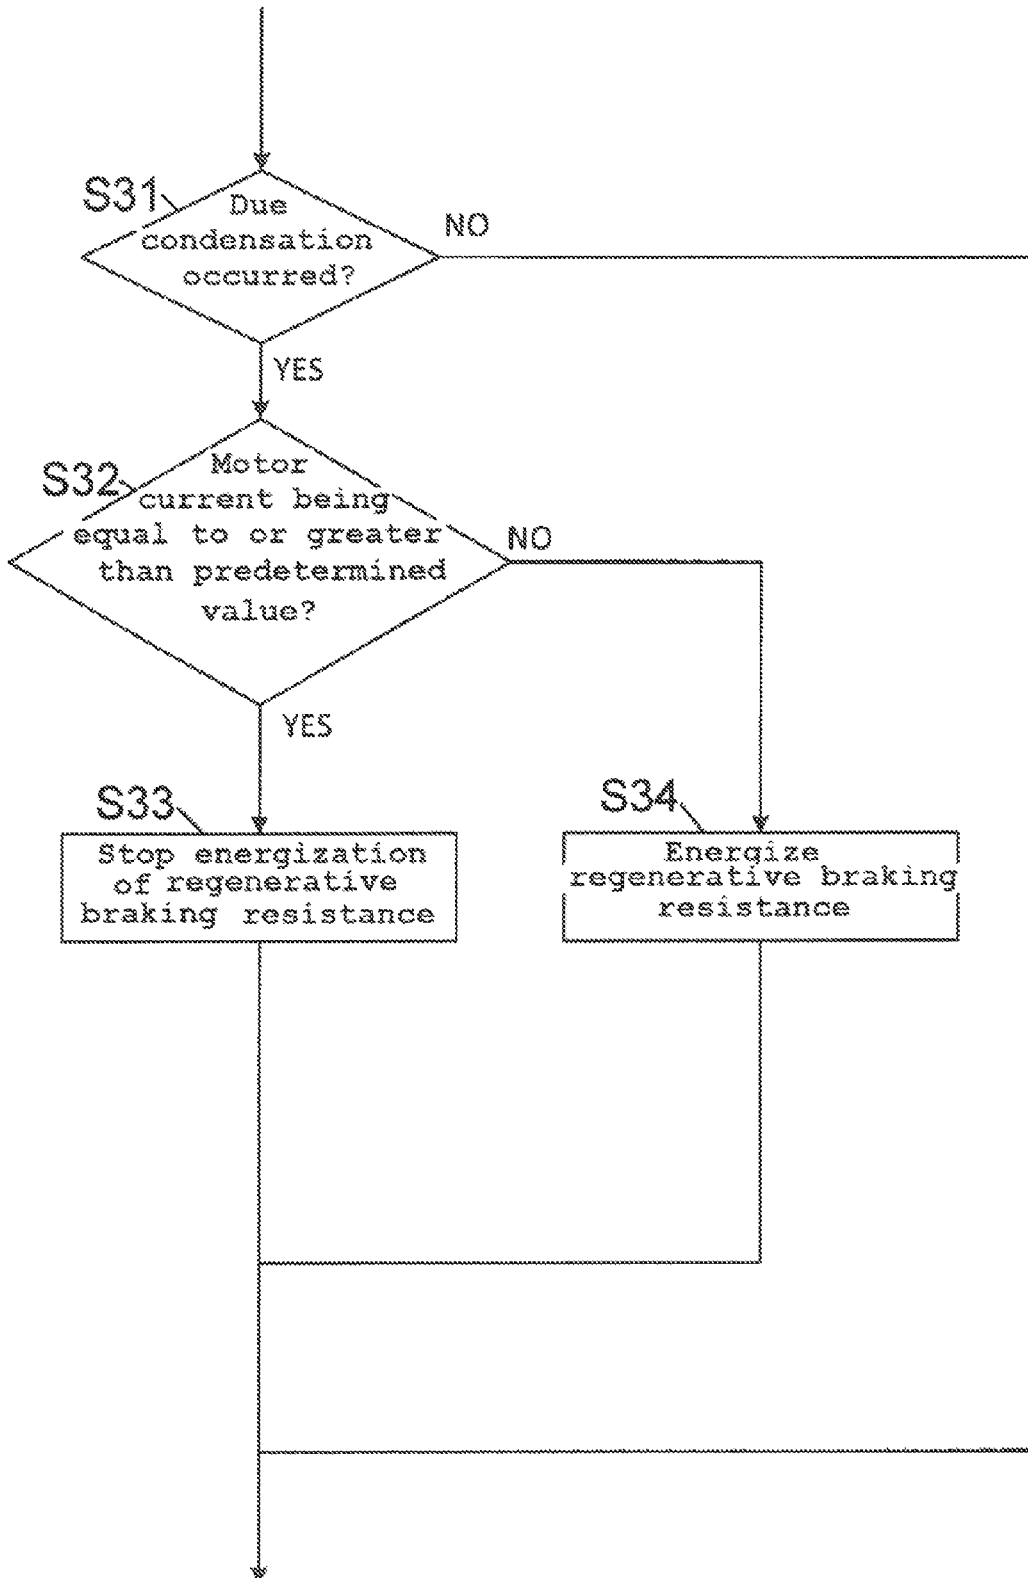 S31
Due
condensation
occurred?
NO
YES
S32
Motor
current being
equal to or greater
than predetermined
value?
NO
YES
S33
Stop energization
of regenerative
braking resistance
S34
Energize
regenerative braking
resistance